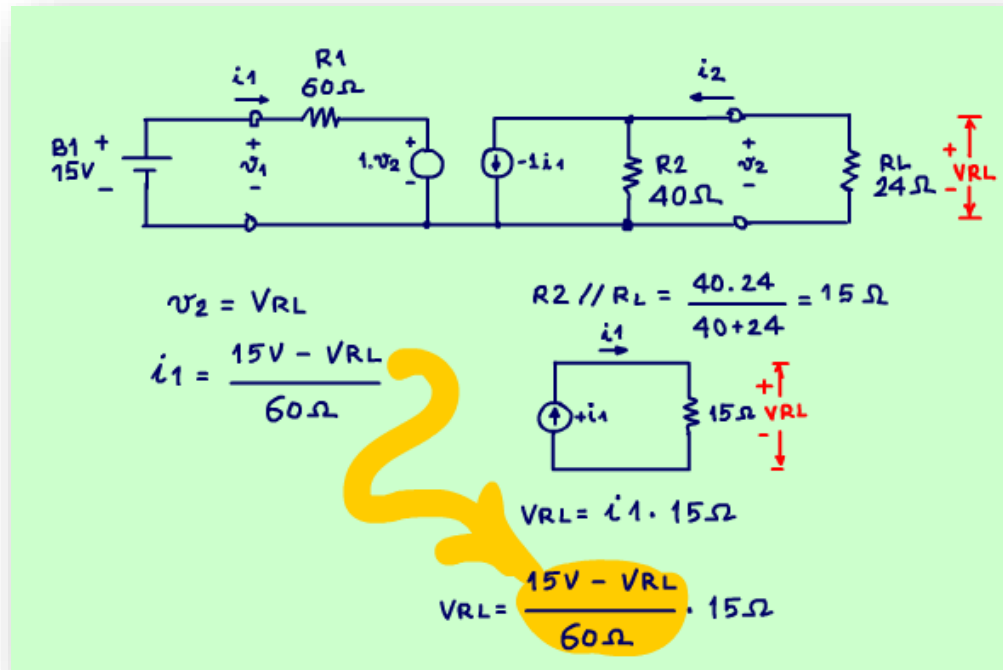 i1
R1
60Ω
B1 +
15V
-
+
v1
-
1.v2
+
-
-1i1
R2
40Ω
i2
+
v2
-
RL
24Ω
+
VRL
-
v2 = VRL
i1 = 15V - VRL
60Ω
R2 // RL = 40.24 = 15 Ω
40+24
i1
+i1
15Ω
+
VRL
-
VRL = i1 . 15Ω
VRL = 15V - VRL . 15Ω
60Ω